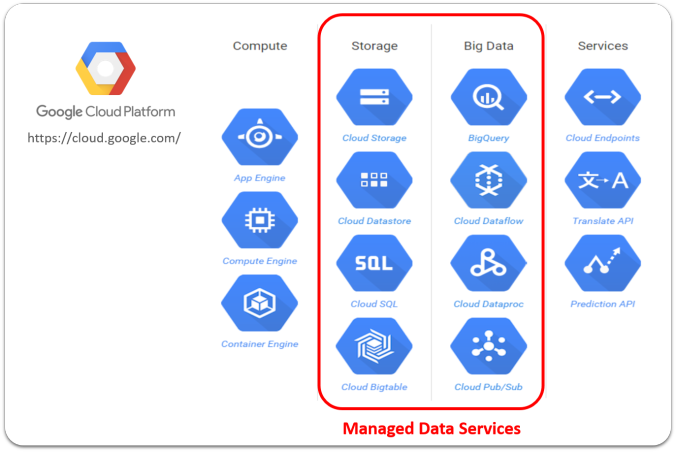 Google Cloud Platform
https://cloud.google.com/
Compute
App Engine
Compute Engine
Container Engine
Storage
Cloud Storage
Cloud Datastore
SQL
Cloud SQL
Cloud Bigtable
Big Data
BigQuery
Cloud Dataflow
Cloud Dataproc
Cloud Pub/Sub
Services
Cloud Endpoints
文→A
Translate API
Prediction API
Managed Data Services